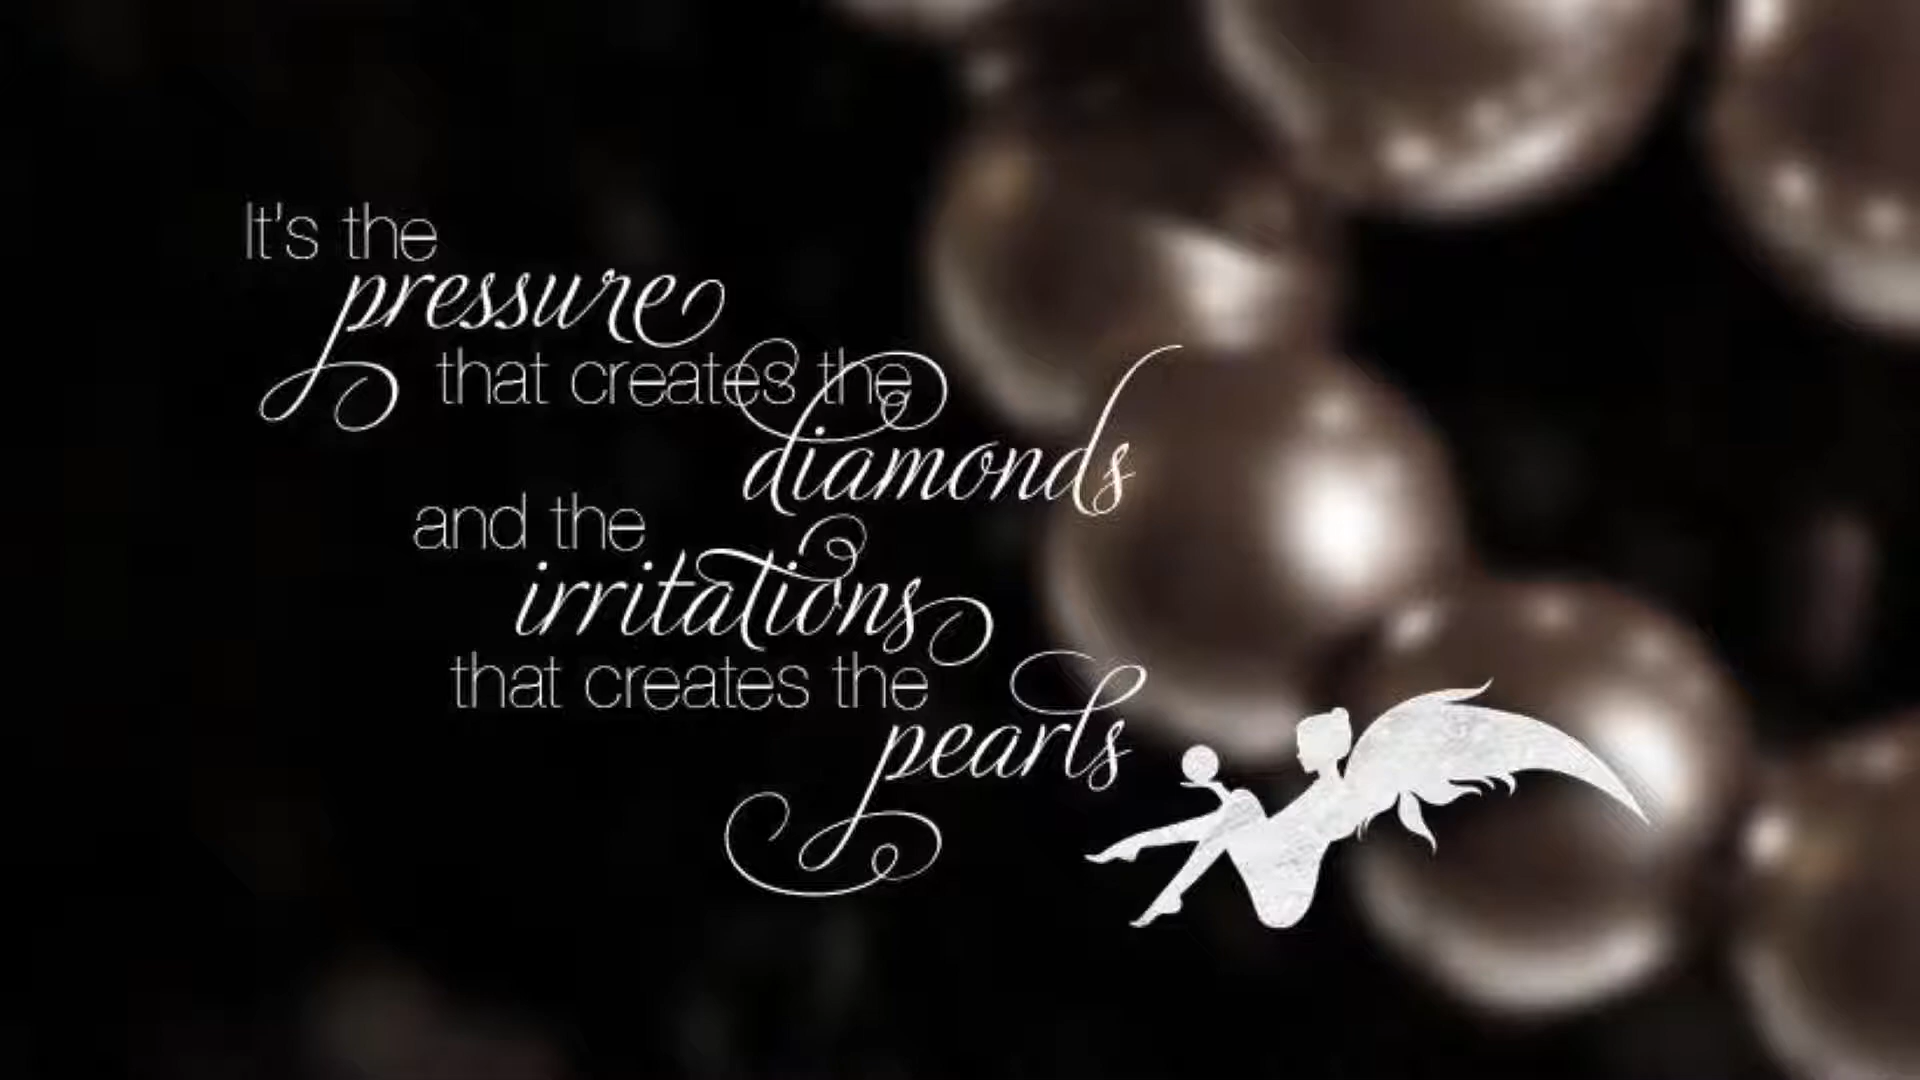 It's the
pressure
that creates the
diamonds
and the
irritations
that creates the
pearls